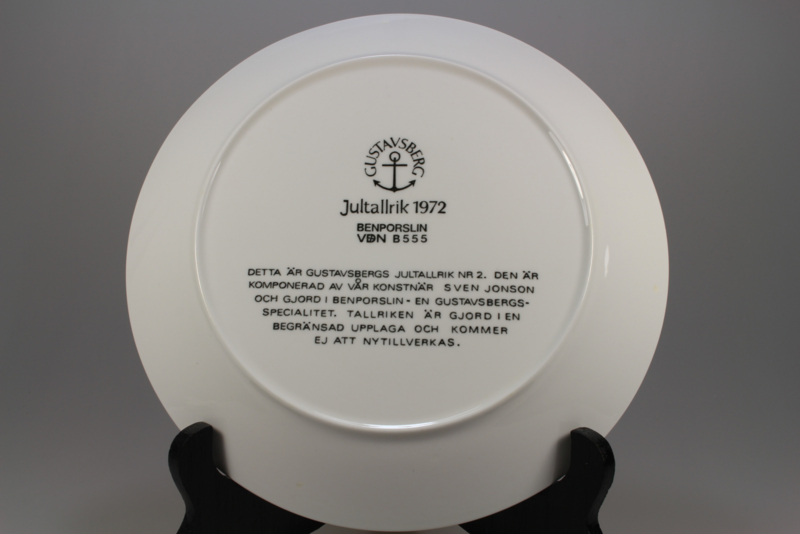 GUSTAVSBERG
Jultallrik 1972
BENPORSLIN
VDN B555
DETTA ÄR GUSTAVSBERGS JULTALLRIK NR 2. DEN ÄR
KOMPONERAD AV VÅR KONSTNÄR SVEN JONSON
OCH GJORD I BENPORSLIN - EN GUSTAVSBERGS-
SPECIALITET. TALLRIKEN ÄR GJORD I EN
BEGRÄNSAD UPPLAGA OCH KOMMER
EJ ATT NYTILLVERKAS.